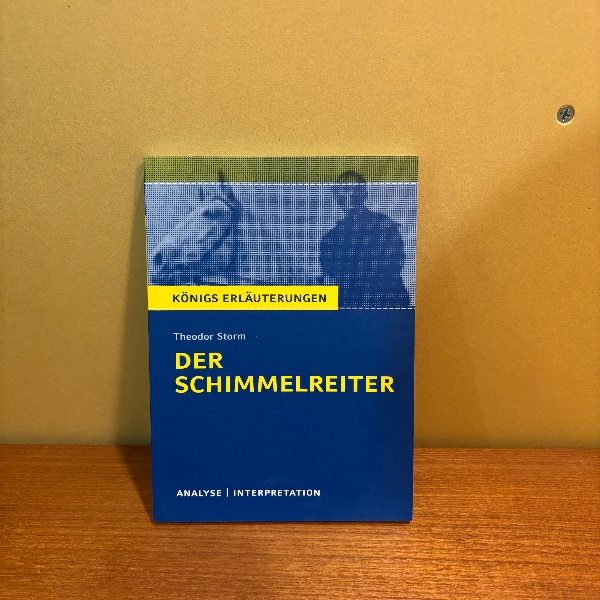 KÖNIGS ERLÄUTERUNGEN
Theodor Storm
DER
SCHIMMELREITER
ANALYSE | INTERPRETATION